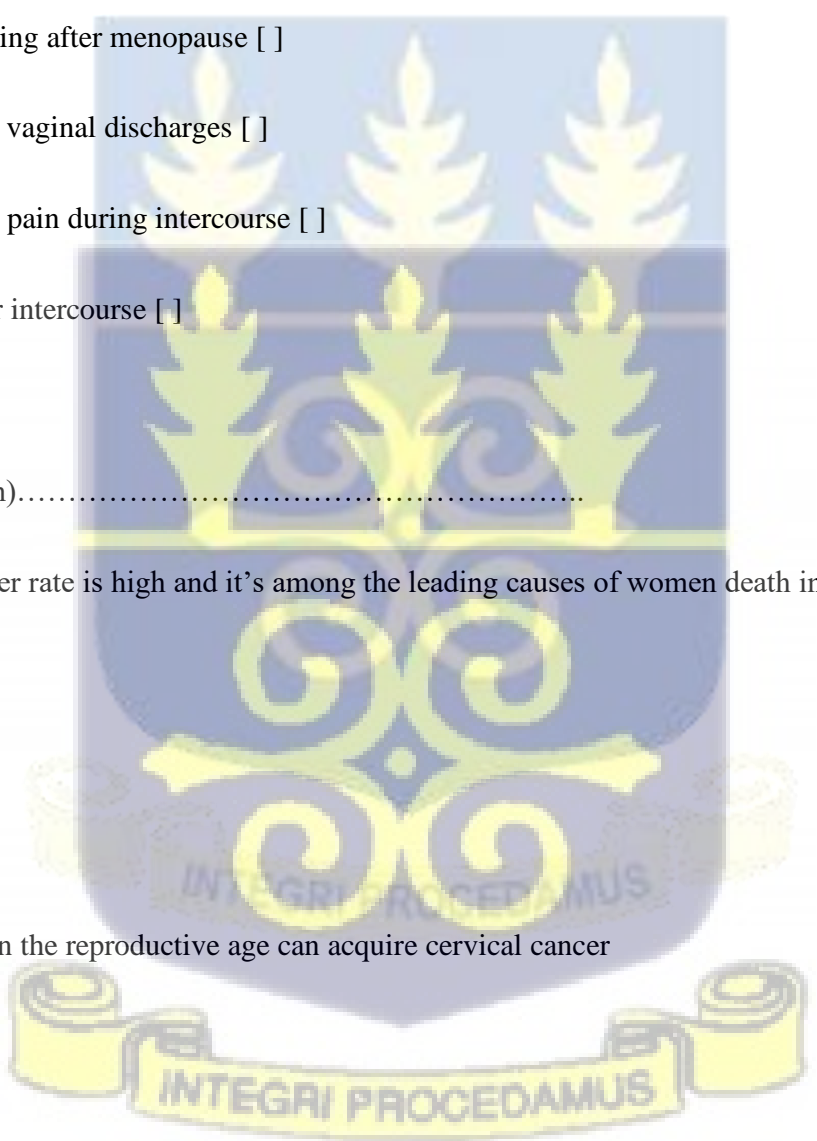 ing after menopause [ ]
vaginal discharges [ ]
pain during intercourse [ ]
intercourse [ ]
)……………………………………………………..
er rate is high and it's among the leading causes of women death in
INTEGRI PROCEDAMUS
n the reproductive age can acquire cervical cancer
INTEGRI PROCEDAMUS